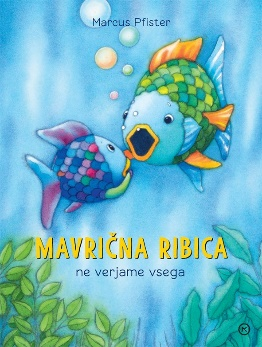 Marcus Pfister
MAVRIČNA RIBICA
ne verjame vsega